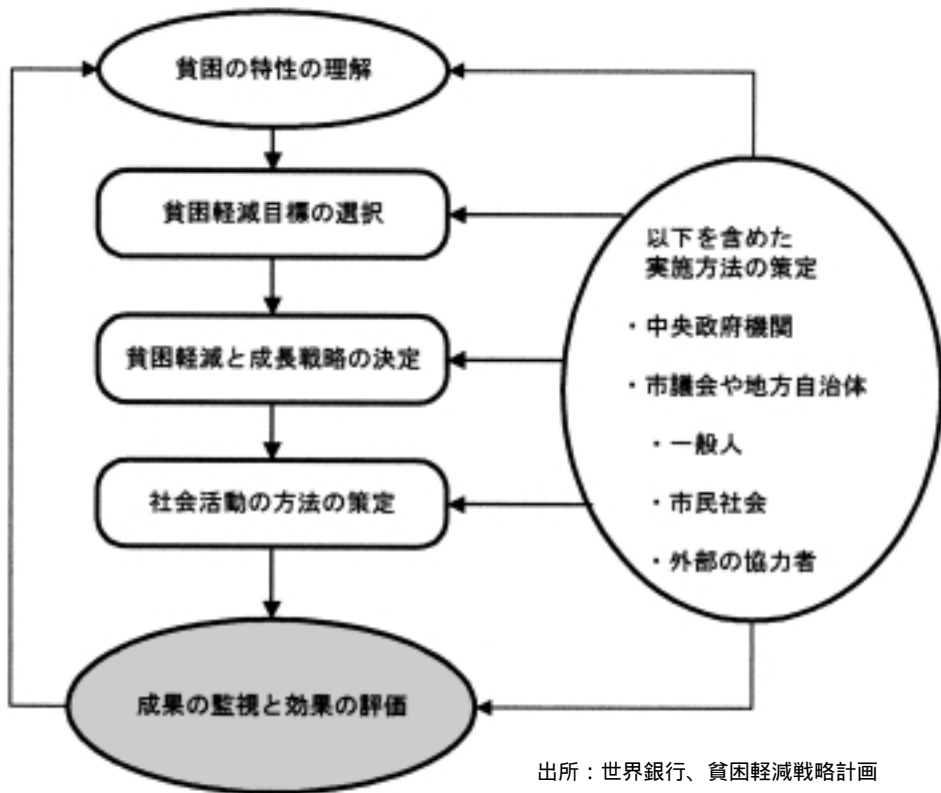 貧困の特性の理解
貧困軽減目標の選択
貧困軽減と成長戦略の決定
社会活動の方法の策定
成果の監視と効果の評価
以下を含めた
実施方法の策定
・中央政府機関
・市議会や地方自治体
・一般人
・市民社会
・外部の協力者
出所：世界銀行、貧困軽減戦略計画